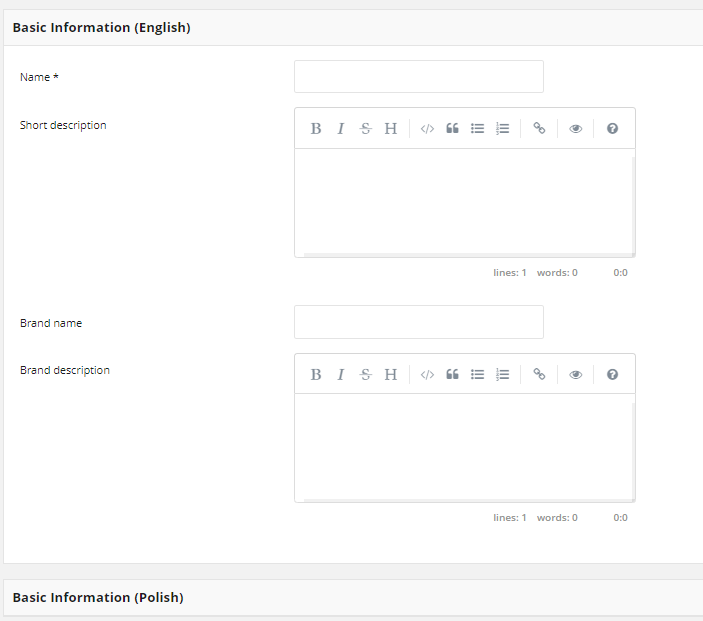 Basic Information (English)
Name *
Short description
B I S H
lines: 1 words: 0 0:0
Brand name
Brand description
B I S H
lines: 1 words: 0 0:0
Basic Information (Polish)